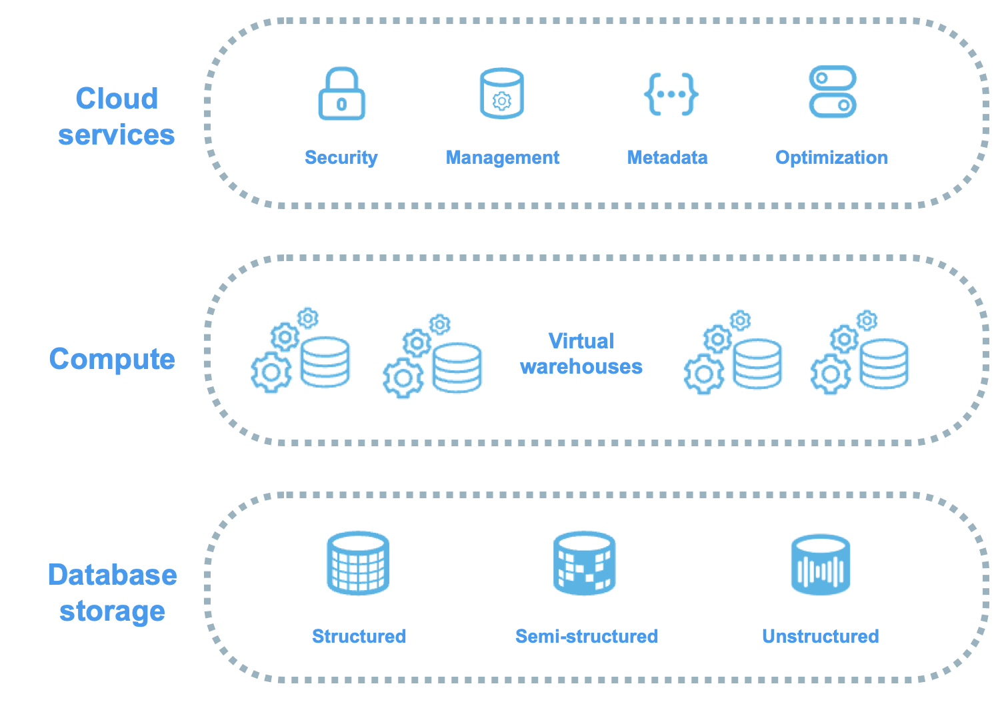 Cloud
services
Security
Management
Metadata
Optimization
Compute
Virtual
warehouses
Database
storage
Structured
Semi-structured
Unstructured